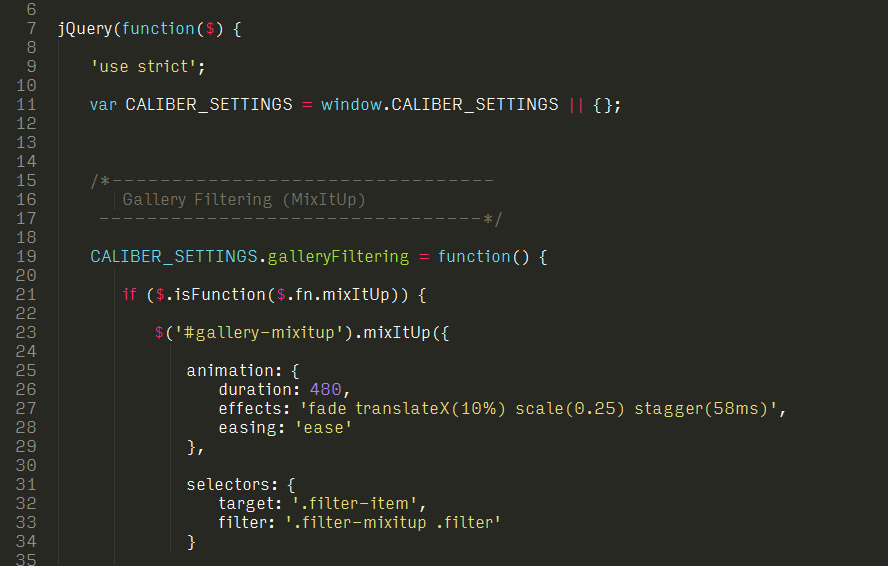 6
7 jQuery(function($) {
8
9 'use strict';
10
11 var CALIBER_SETTINGS = window.CALIBER_SETTINGS || {};
12
13
14
15 /*----------------------------------
16 Gallery Filtering (MixItUp)
17 ----------------------------------*/
18
19 CALIBER_SETTINGS.galleryFiltering = function() {
20
21 if ($.isFunction($.fn.mixItUp)) {
22
23 $('#gallery-mixitup').mixItUp({
24
25 animation: {
26 duration: 480,
27 effects: 'fade translateX(10%) scale(0.25) stagger(58ms)',
28 easing: 'ease'
29 },
30
31 selectors: {
32 target: '.filter-item',
33 filter: '.filter-mixitup .filter'
34 }
35